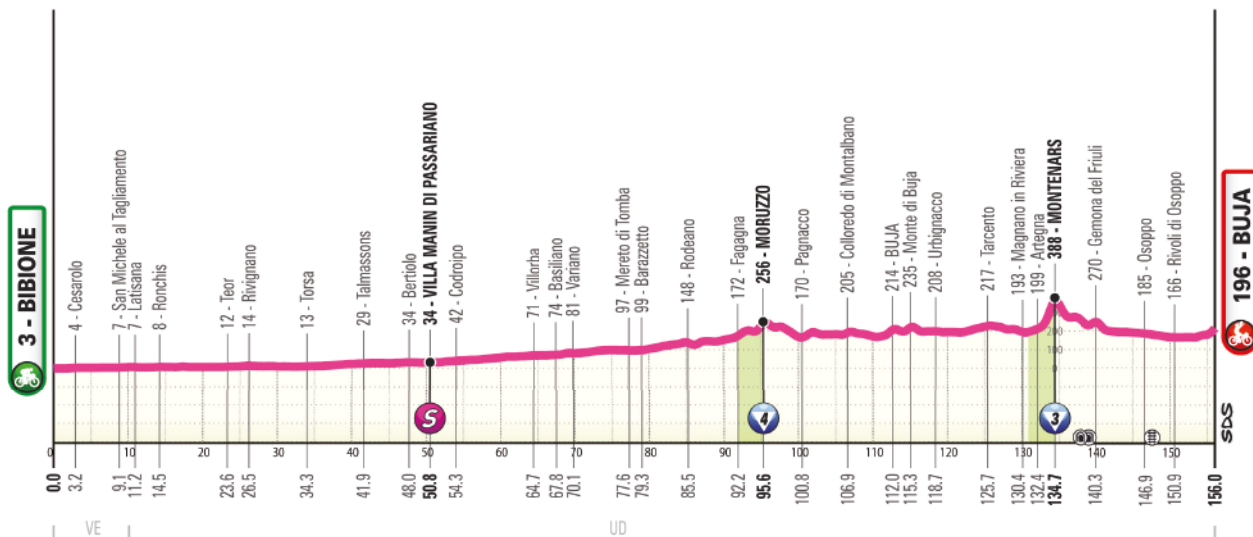 3 - BIBIONE
4 - Cesarolo
7 - San Michele al Tagliamento
7 - Latisana
8 - Ronchis
12 - Teor
14 - Rivignano
13 - Torsa
29 - Talmassons
34 - Bertiolo
34 - VILLA MANIN DI PASSARIANO
42 - Codroipo
71 - Villorba
74 - Basiliano
81 - Variano
97 - Mereto di Tomba
99 - Barazzetto
148 - Rodeano
172 - Fagagna
256 - MORUZZO
170 - Pagnacco
205 - Colloredo di Montalbano
214 - BUJA
235 - Monte di Buja
208 - Urbignacco
217 - Tarcento
193 - Magnano in Riviera
199 - Artegna
388 - MONTENARS
270 - Gemona del Friuli
185 - Osoppo
166 - Rivoli di Osoppo
196 - BUJA
200
100
0
S
4
3
SDS
0 10 20 30 40 50 60 70 80 90 100 110 120 130 140 150
0.0 3.2 9.1 11.2 14.5 23.6 26.5 34.3 41.9 48.0 50.8 54.3 64.7 67.8 70.1 77.6 79.3 85.5 92.2 95.6 100.8 106.9 112.0 115.3 118.7 125.7 130.4 132.4 134.7 140.3 146.9 150.9 156.0
VE UD